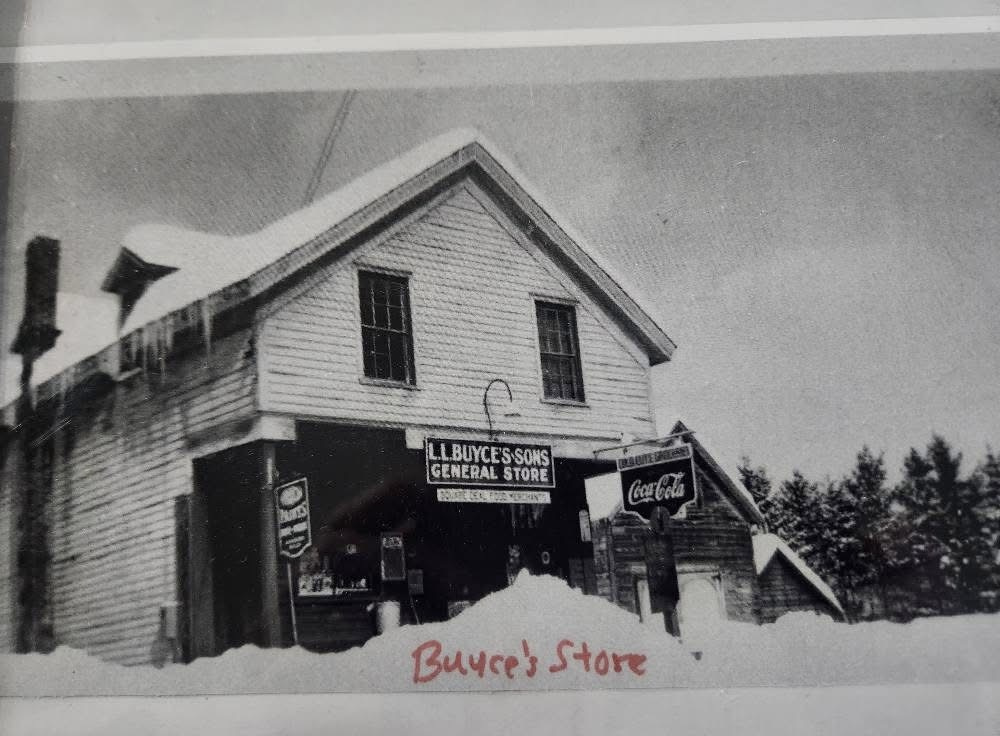 L.L.BUYCE'S·SONS
GENERAL STORE
SQUARE DEAL FOOD MERCHANTS
Coca-Cola
Buyce's Store